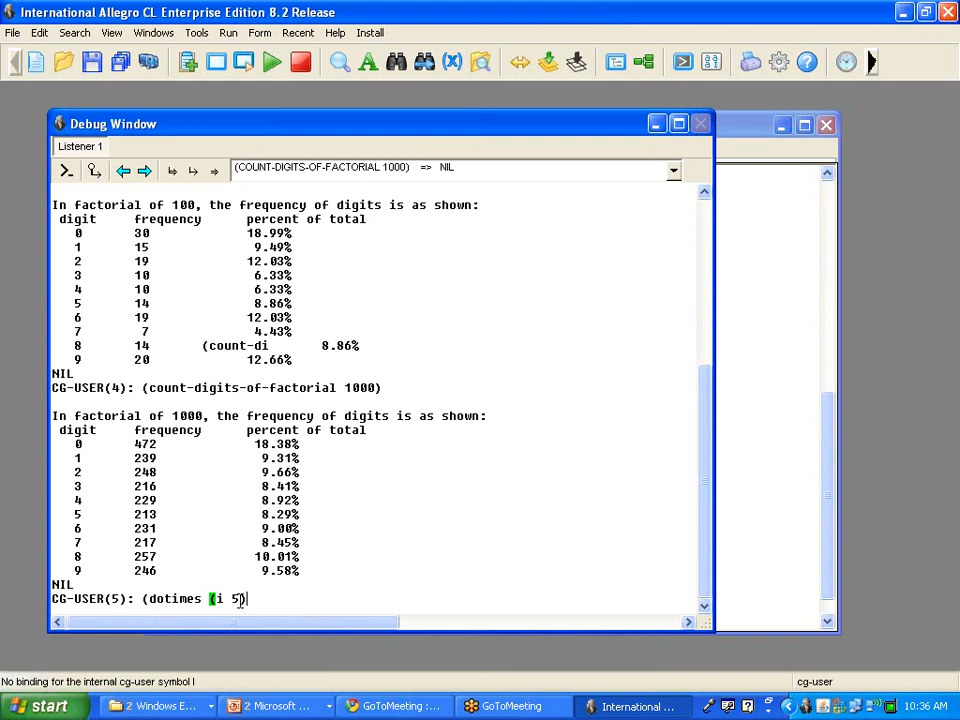 International Allegro CL Enterprise Edition 8.2 Release
File Edit Search View Windows Tools Run Form Recent Help Install
Debug Window
Listener 1
(COUNT-DIGITS-OF-FACTORIAL 1000) => NIL
In factorial of 100, the frequency of digits is as shown:
digit frequency percent of total
0 30 18.99%
1 15 9.49%
2 19 12.03%
3 10 6.33%
4 10 6.33%
5 14 8.86%
6 19 12.03%
7 7 4.43%
8 14 (count-di 8.86%
9 20 12.66%
NIL
CG-USER(4): (count-digits-of-factorial 1000)
In factorial of 1000, the frequency of digits is as shown:
digit frequency percent of total
0 472 18.38%
1 239 9.31%
2 248 9.66%
3 216 8.41%
4 229 8.92%
5 213 8.29%
6 231 9.00%
7 217 8.45%
8 257 10.01%
9 246 9.58%
NIL
CG-USER(5): (dotimes (i 5)
No binding for the internal cg-user symbol I cg-user
start 2 Windows E... 2 Microsoft ... GoToMeeting :... GoToMeeting International ... 10:36 AM